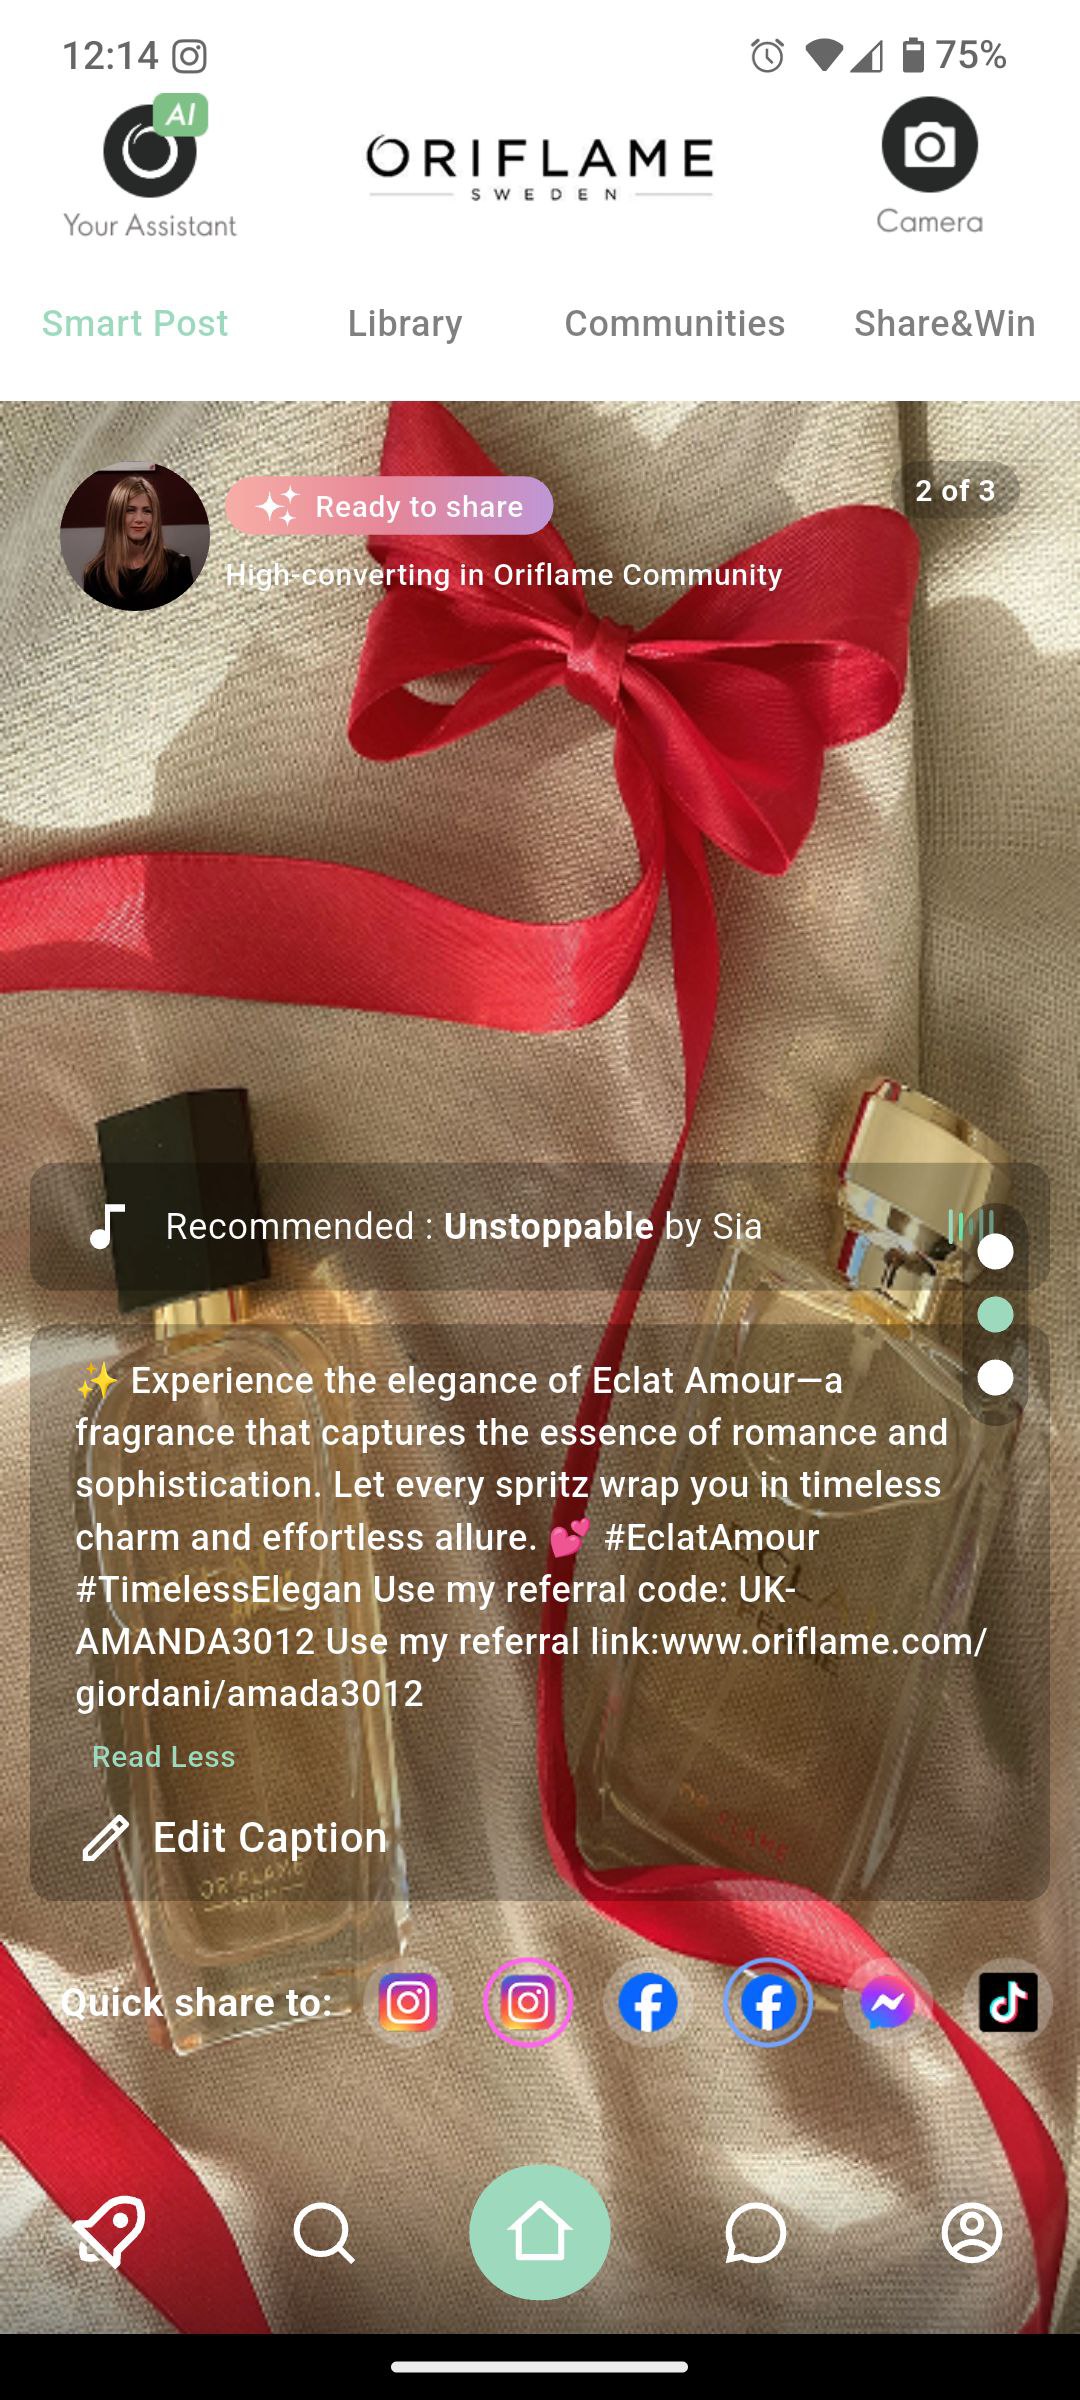 12:14
75%
AI
Your Assistant
ORIFLAME
SWEDEN
Camera
Smart Post
Library
Communities
Share&Win
Ready to share
2 of 3
High-converting in Oriflame Community
Recommended : Unstoppable by Sia
✨ Experience the elegance of Eclat Amour—a
fragrance that captures the essence of romance and
sophistication. Let every spritz wrap you in timeless
charm and effortless allure. 💕 #EclatAmour
#TimelessElegan Use my referral code: UK-
AMANDA3012 Use my referral link:www.oriflame.com/
giordani/amada3012
Read Less
Edit Caption
ORIFLAME
ORIFLAME
Quick share to: